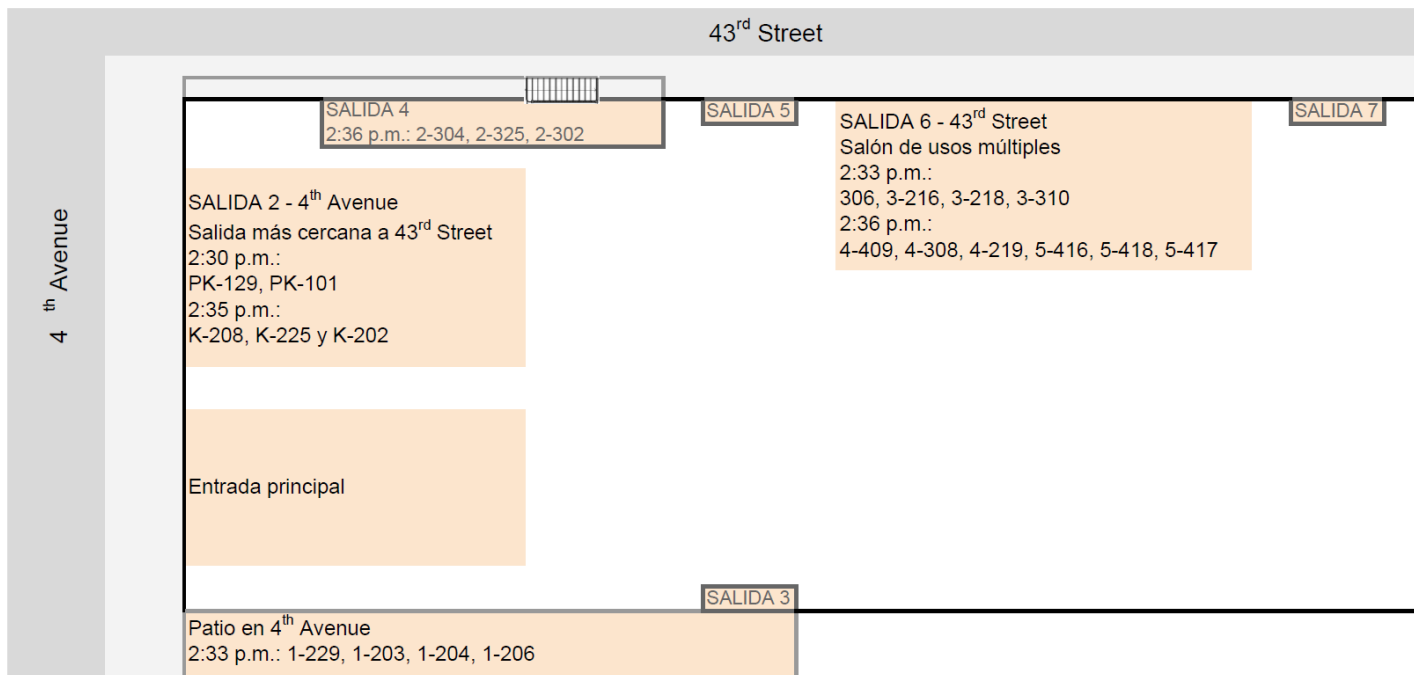 43rd Street
4th Avenue
SALIDA 4
2:36 p.m.: 2-304, 2-325, 2-302
SALIDA 5
SALIDA 6 - 43rd Street
Salón de usos múltiples
2:33 p.m.:
306, 3-216, 3-218, 3-310
2:36 p.m.:
4-409, 4-308, 4-219, 5-416, 5-418, 5-417
SALIDA 7
SALIDA 2 - 4th Avenue
Salida más cercana a 43rd Street
2:30 p.m.:
PK-129, PK-101
2:35 p.m.:
K-208, K-225 y K-202
Entrada principal
SALIDA 3
Patio en 4th Avenue
2:33 p.m.: 1-229, 1-203, 1-204, 1-206